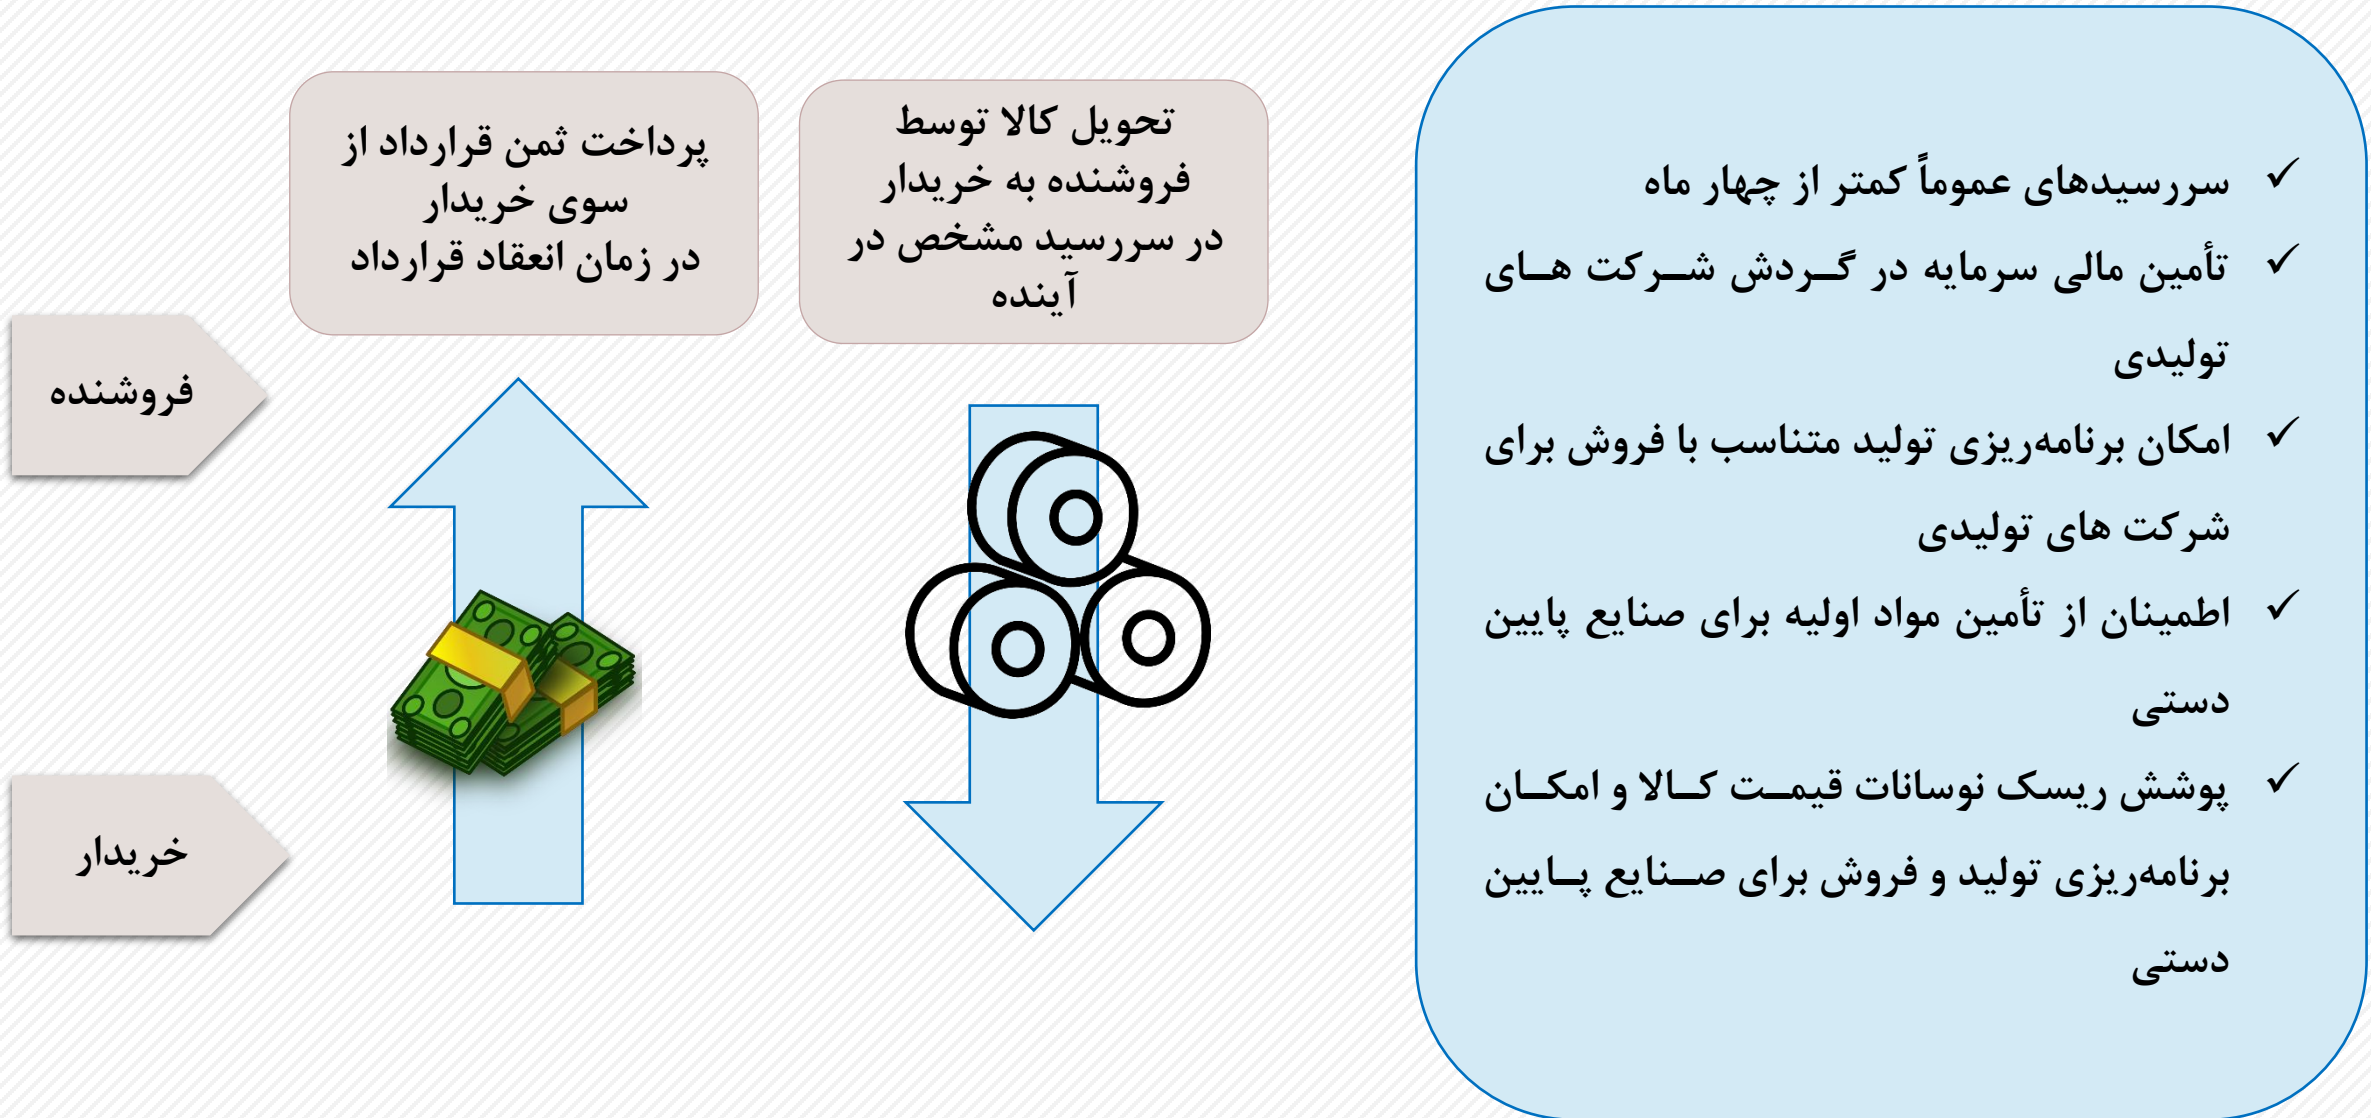 پرداخت ثمن قرارداد از
سوی خریدار
در زمان انعقاد قرارداد
تحویل کالا توسط
فروشنده به خریدار
در سررسید مشخص در
آینده
فروشنده
خریدار
✓ سررسیدهای عموماً کمتر از چهار ماه
✓ تأمین مالی سرمایه در گـردش شـرکت هـای
تولیدی
✓ امکان برنامه‌ریزی تولید متناسب با فروش برای
شرکت های تولیدی
✓ اطمینان از تأمین مواد اولیه برای صنایع پایین
دستی
✓ پوشش ریسک نوسانات قیمـت کـالا و امکـان
برنامه‌ریزی تولید و فروش برای صـنایع پـایین
دستی